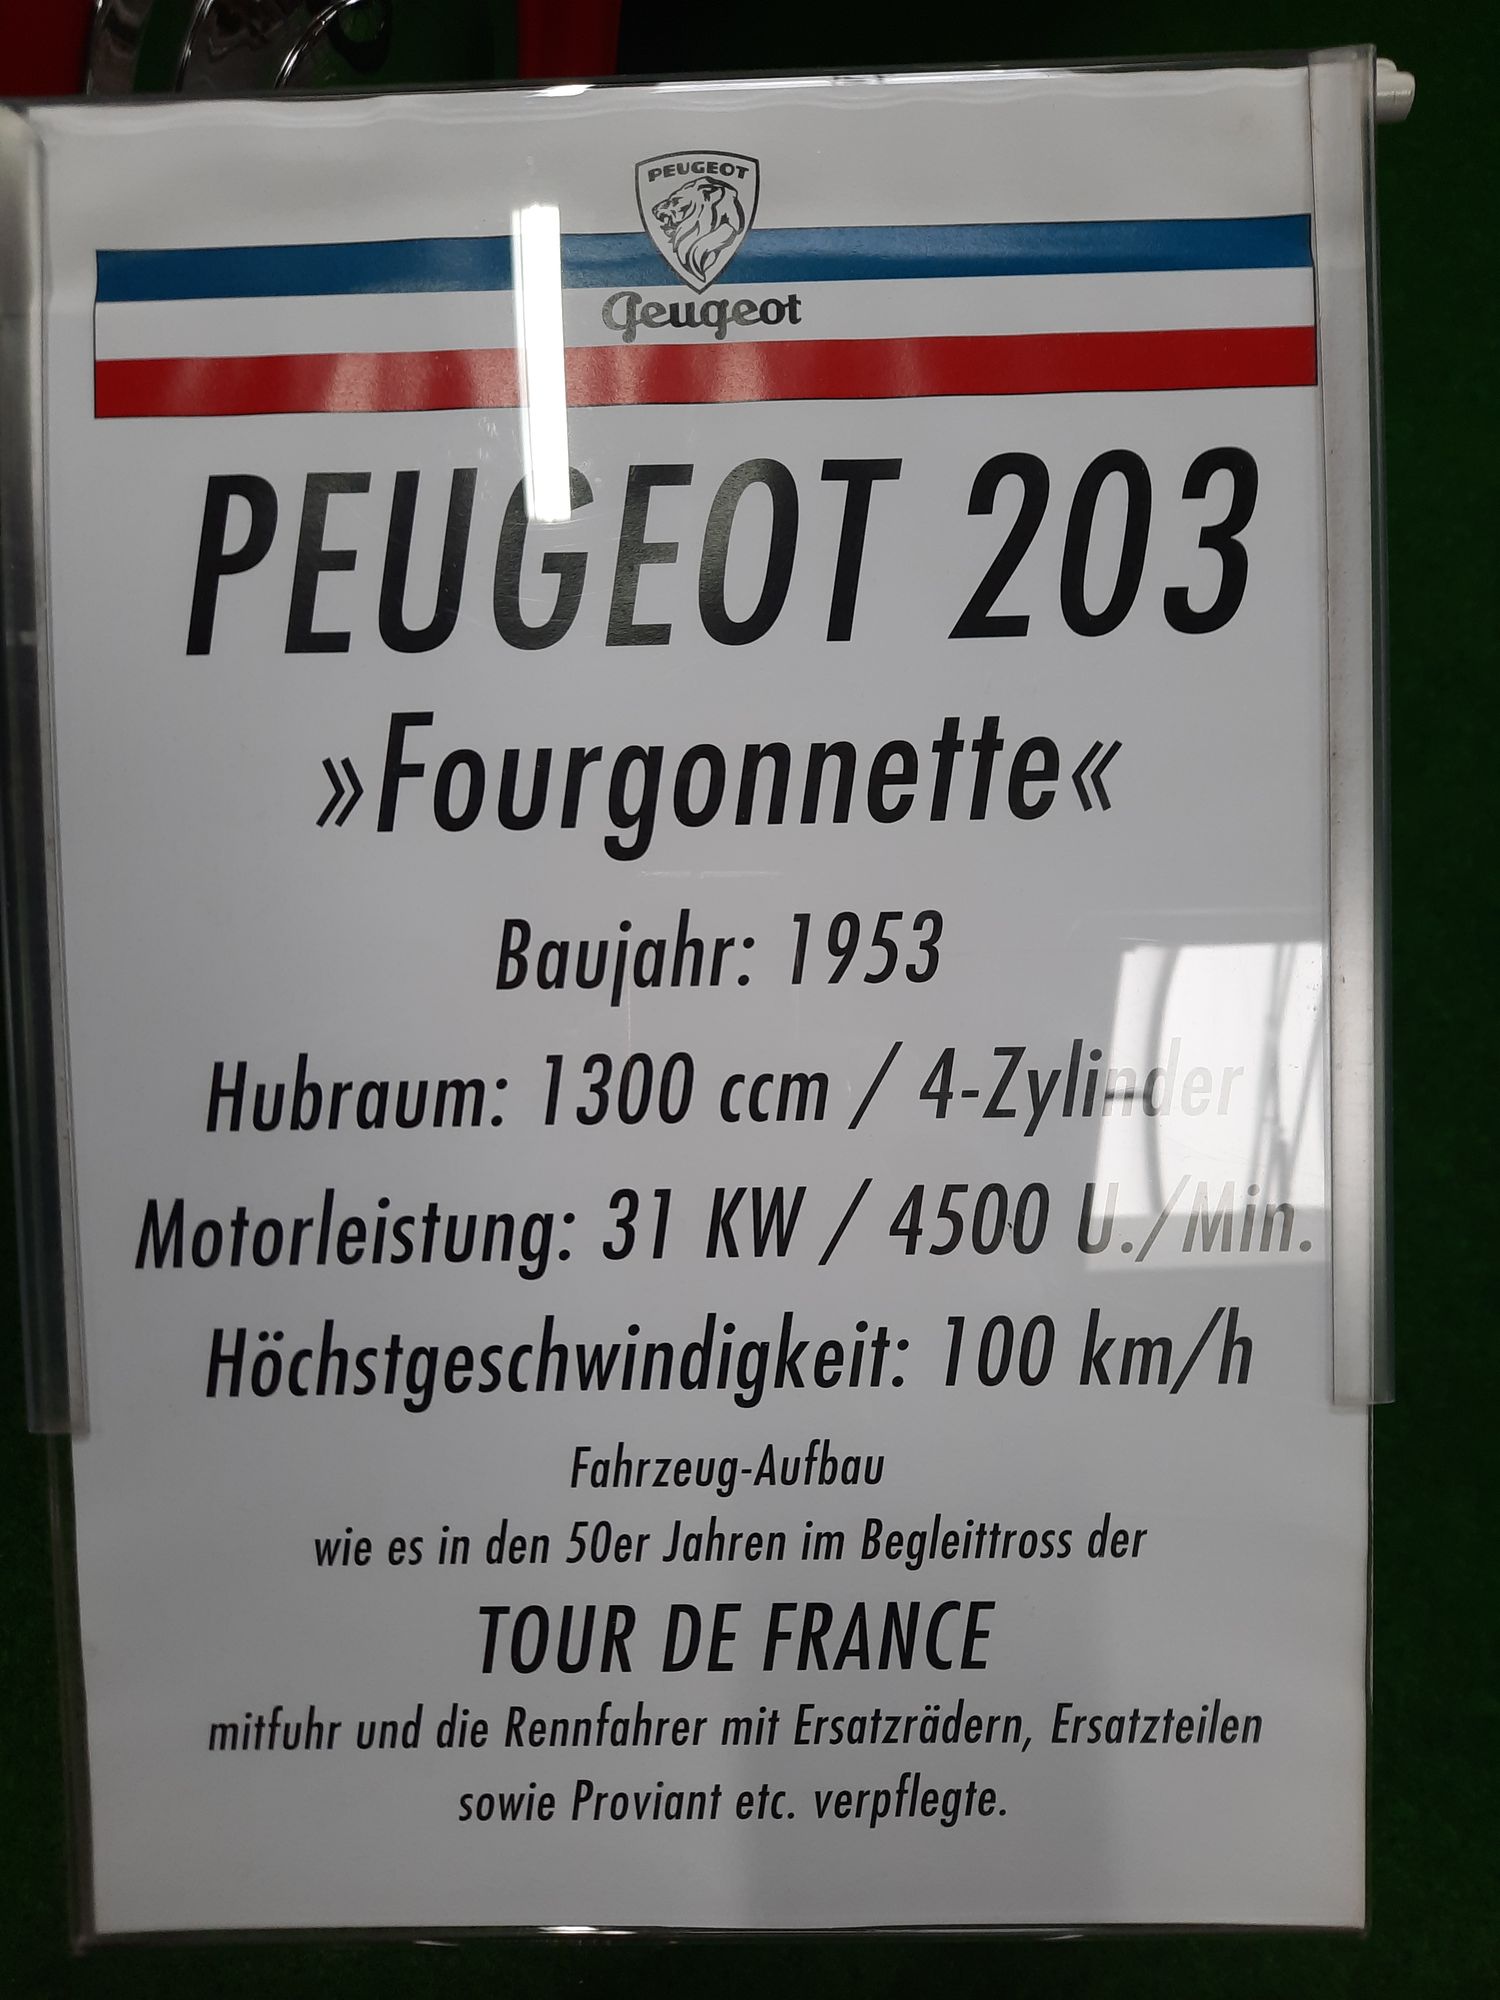 PEUGEOT
Peugeot
PEUGEOT 203
»Fourgonnette«
Baujahr: 1953
Hubraum: 1300 ccm / 4-Zylinder
Motorleistung: 31 KW / 4500 U./Min.
Höchstgeschwindigkeit: 100 km/h
Fahrzeug-Aufbau
wie es in den 50er Jahren im Begleittross der
TOUR DE FRANCE
mitfuhr und die Rennfahrer mit Ersatzrädern, Ersatzteilen
sowie Proviant etc. verpflegte.